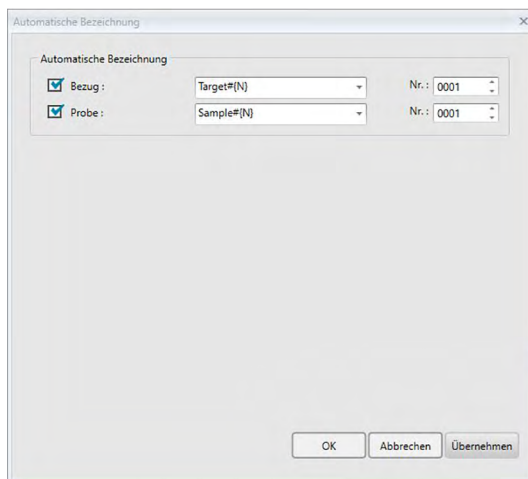 Automatische Bezeichnung
Automatische Bezeichnung
Bezug : Target#{N} Nr. : 0001
Probe : Sample#{N} Nr. : 0001
OK Abbrechen Übernehmen